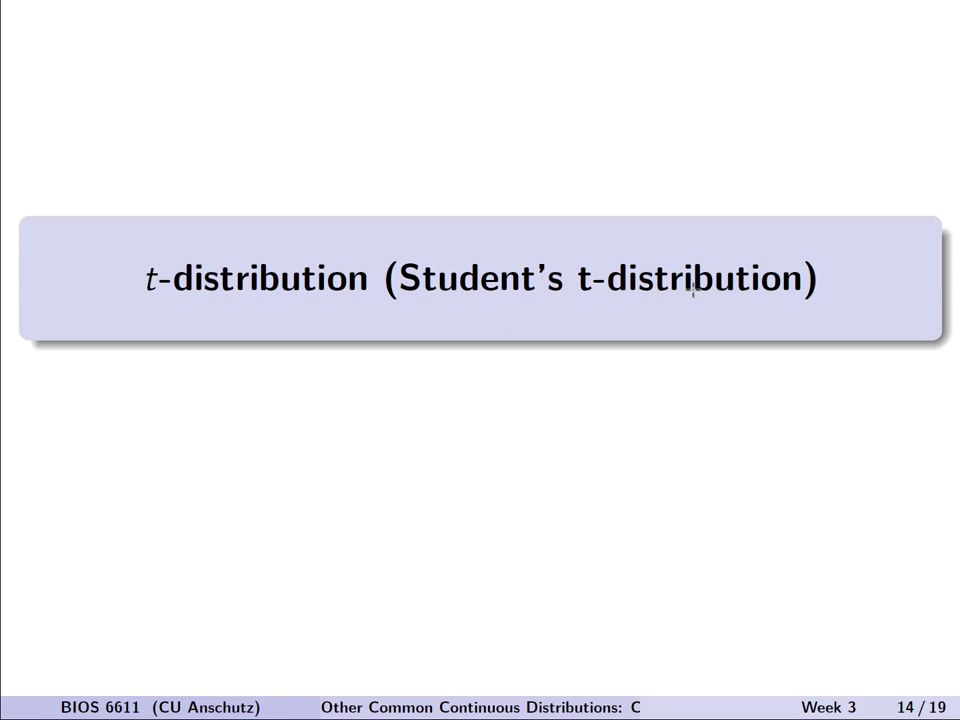 t-distribution (Student's t-distribution)
BIOS 6611 (CU Anschutz) Other Common Continuous Distributions: C Week 3 14 / 19